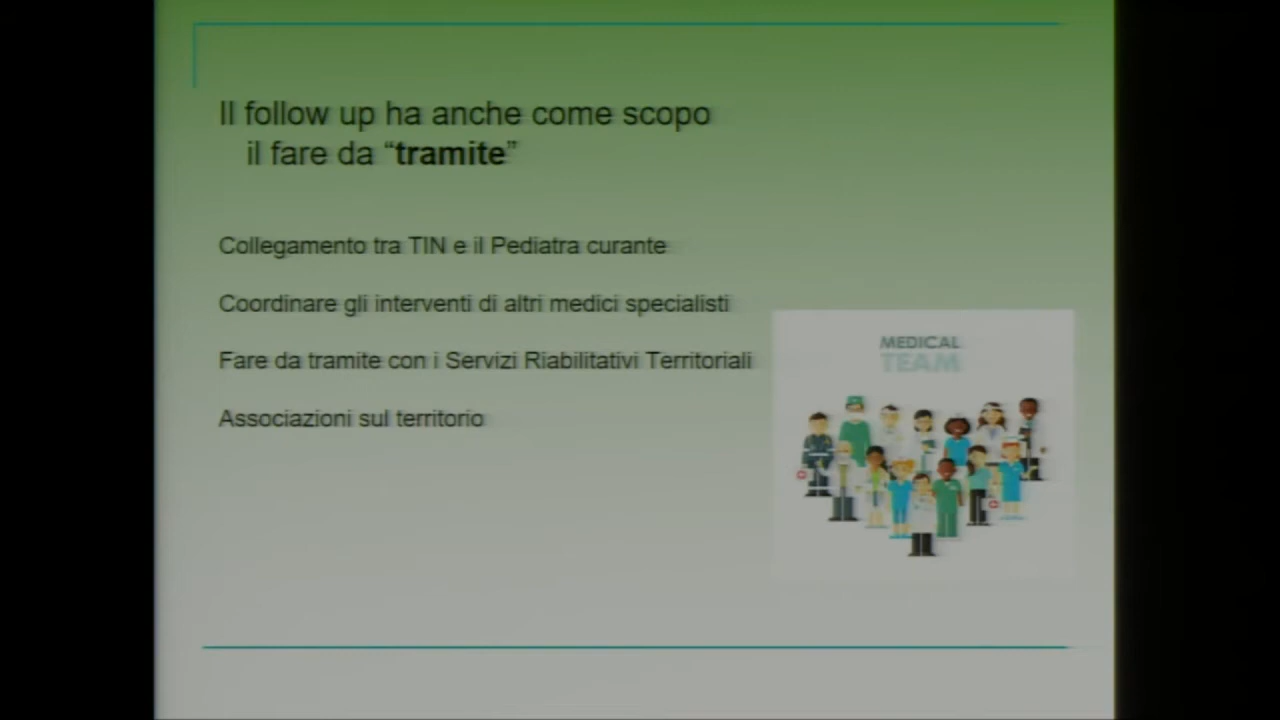 Il follow up ha anche come scopo
il fare da “tramite”
Collegamento tra TIN e il Pediatra curante
Coordinare gli interventi di altri medici specialisti
Fare da tramite con i Servizi Riabilitativi Territoriali
Associazioni sul territorio
MEDICAL
TEAM